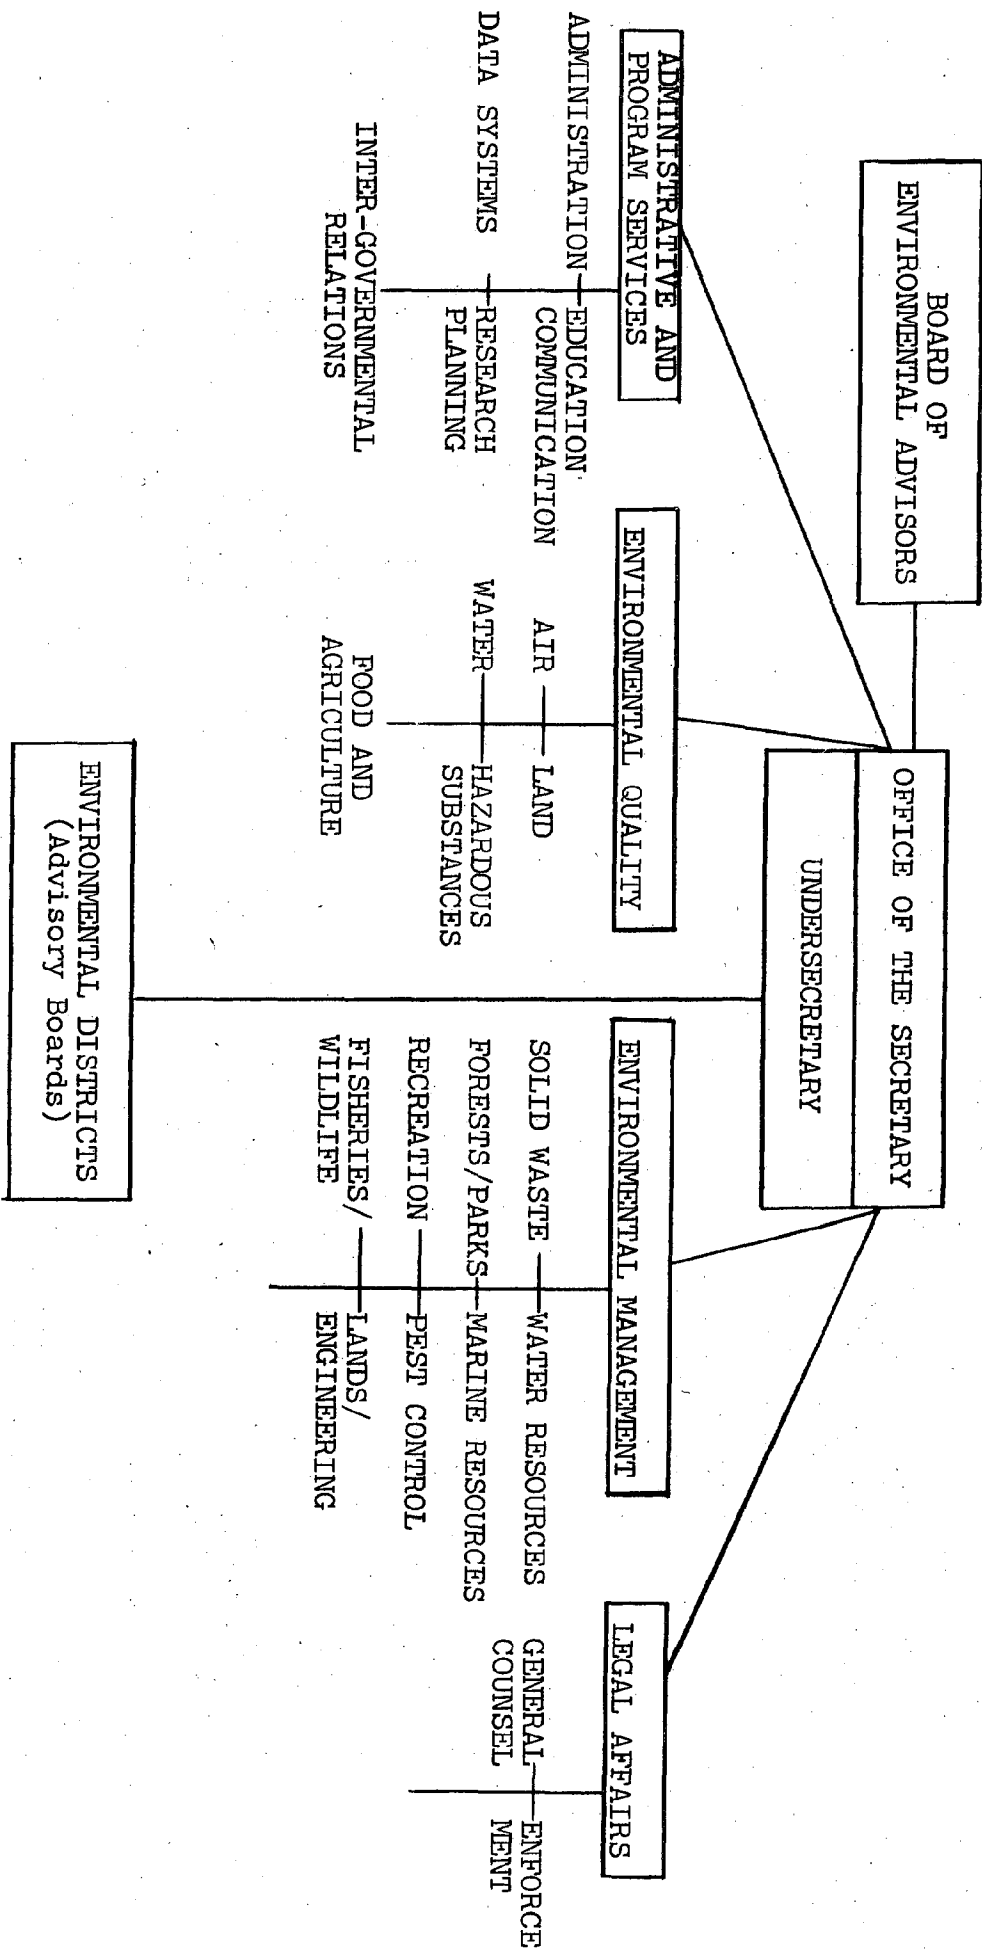 BOARD OF
ENVIRONMENTAL ADVISORS
OFFICE OF THE SECRETARY
UNDERSECRETARY
ADMINISTRATIVE AND
PROGRAM SERVICES
ADMINISTRATION
EDUCATION
COMMUNICATION
DATA SYSTEMS
RESEARCH
PLANNING
INTER-GOVERNMENTAL
RELATIONS
ENVIRONMENTAL QUALITY
AIR
LAND
WATER
HAZARDOUS
SUBSTANCES
FOOD AND
AGRICULTURE
ENVIRONMENTAL MANAGEMENT
SOLID WASTE
WATER RESOURCES
FORESTS/PARKS
MARINE RESOURCES
RECREATION
PEST CONTROL
FISHERIES/
WILDLIFE
LANDS/
ENGINEERING
LEGAL AFFAIRS
GENERAL
COUNSEL
ENFORCE
MENT
ENVIRONMENTAL DISTRICTS
(Advisory Boards)